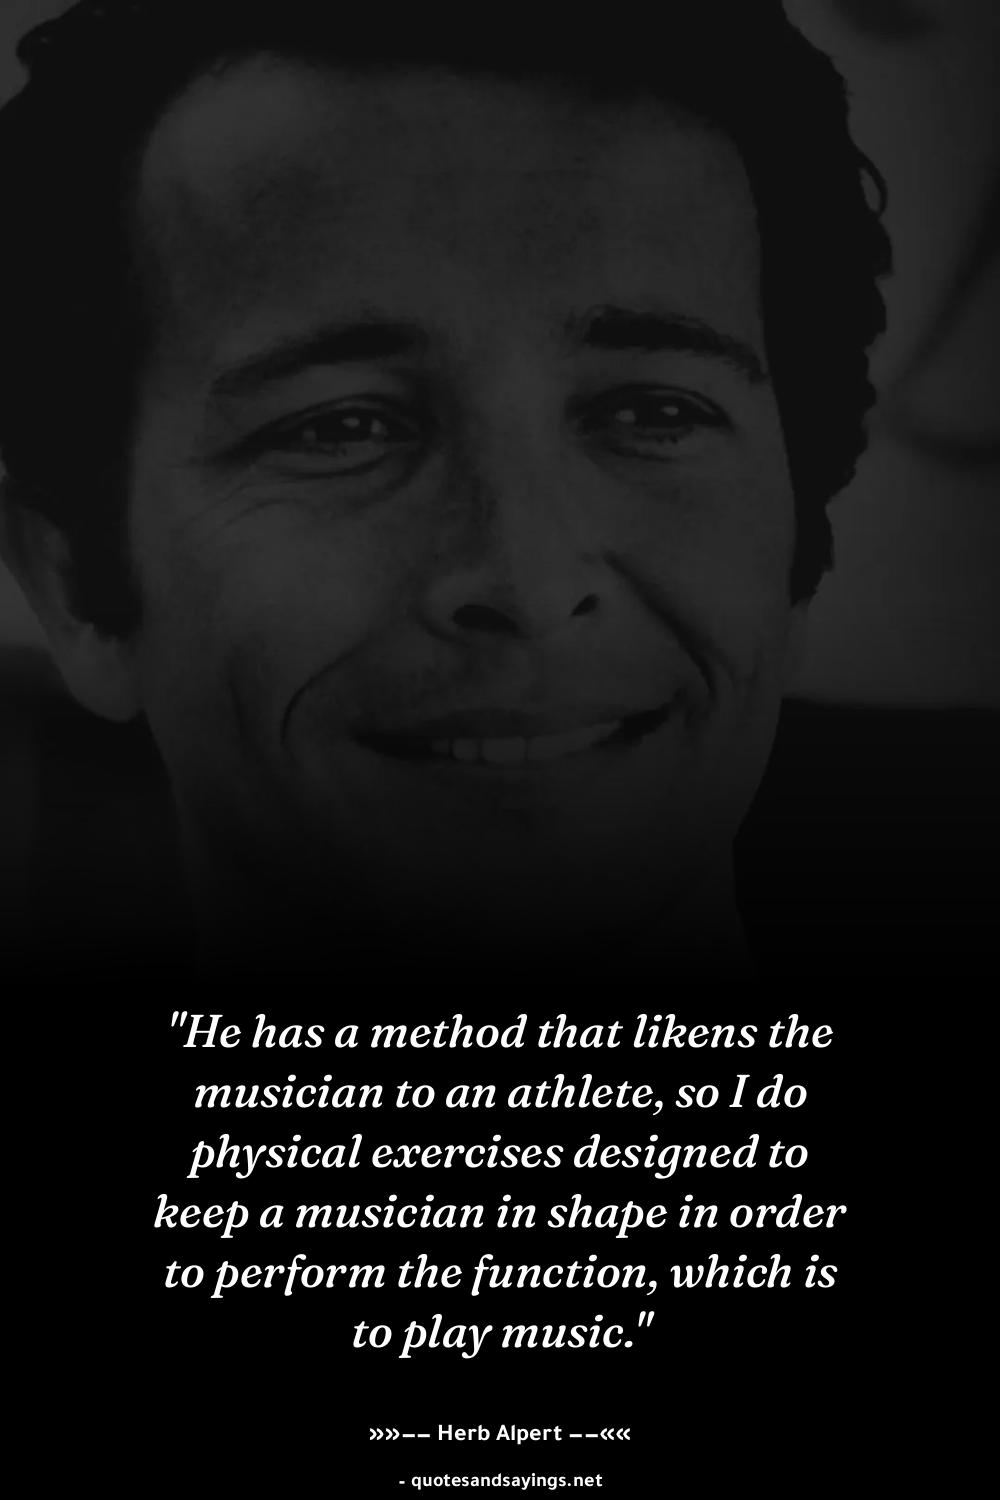 "He has a method that likens the
musician to an athlete, so I do
physical exercises designed to
keep a musician in shape in order
to perform the function, which is
to play music."
»»−− Herb Alpert −−««
- quotesandsayings.net